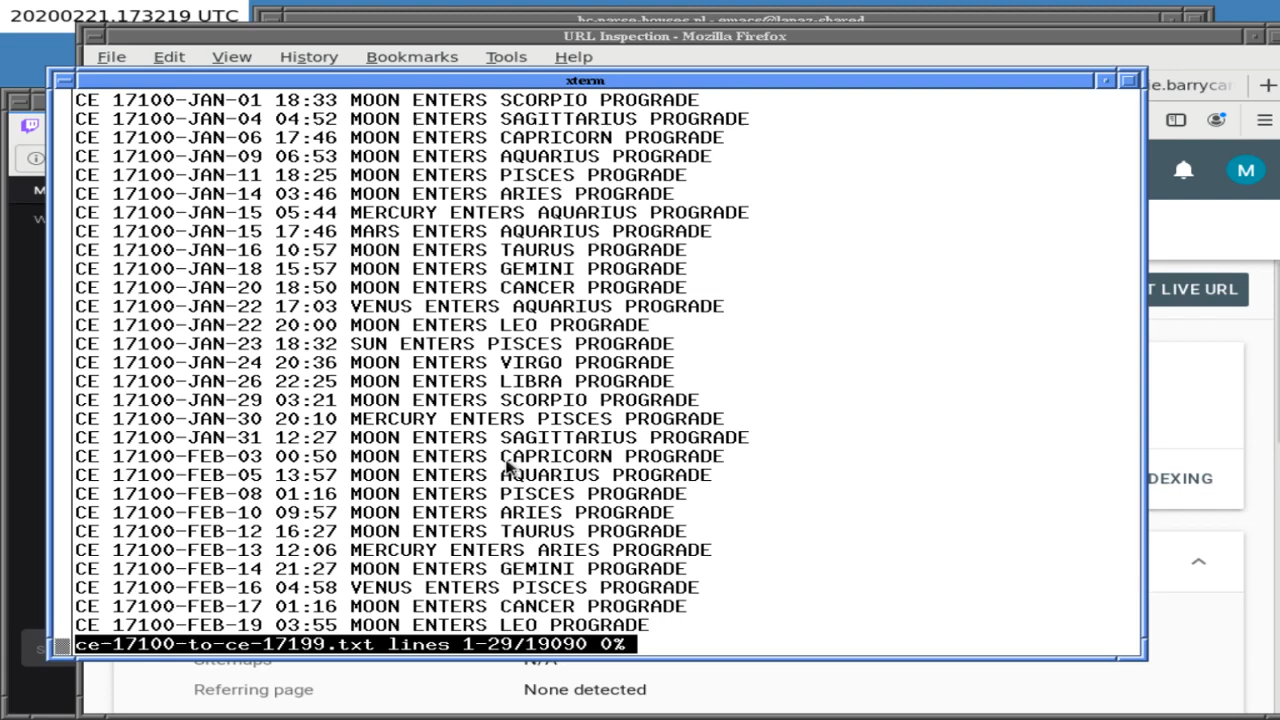 20200221.173219 UTC
bc-parse-houses.pl - emacs@lanaz-shared
URL Inspection - Mozilla Firefox
File Edit View History Bookmarks Tools Help
xterm
ie.barrycar
CE 17100-JAN-01 18:33 MOON ENTERS SCORPIO PROGRADE
CE 17100-JAN-04 04:52 MOON ENTERS SAGITTARIUS PROGRADE
CE 17100-JAN-06 17:46 MOON ENTERS CAPRICORN PROGRADE
CE 17100-JAN-09 06:53 MOON ENTERS AQUARIUS PROGRADE
CE 17100-JAN-11 18:25 MOON ENTERS PISCES PROGRADE
CE 17100-JAN-14 03:46 MOON ENTERS ARIES PROGRADE
CE 17100-JAN-15 05:44 MERCURY ENTERS AQUARIUS PROGRADE
CE 17100-JAN-15 17:46 MARS ENTERS AQUARIUS PROGRADE
CE 17100-JAN-16 10:57 MOON ENTERS TAURUS PROGRADE
CE 17100-JAN-18 15:57 MOON ENTERS GEMINI PROGRADE
CE 17100-JAN-20 18:50 MOON ENTERS CANCER PROGRADE
CE 17100-JAN-22 17:03 VENUS ENTERS AQUARIUS PROGRADE
CE 17100-JAN-22 20:00 MOON ENTERS LEO PROGRADE
CE 17100-JAN-23 18:32 SUN ENTERS PISCES PROGRADE
CE 17100-JAN-24 20:36 MOON ENTERS VIRGO PROGRADE
CE 17100-JAN-26 22:25 MOON ENTERS LIBRA PROGRADE
CE 17100-JAN-29 03:21 MOON ENTERS SCORPIO PROGRADE
CE 17100-JAN-30 20:10 MERCURY ENTERS PISCES PROGRADE
CE 17100-JAN-31 12:27 MOON ENTERS SAGITTARIUS PROGRADE
CE 17100-FEB-03 00:50 MOON ENTERS CAPRICORN PROGRADE
CE 17100-FEB-05 13:57 MOON ENTERS AQUARIUS PROGRADE
CE 17100-FEB-08 01:16 MOON ENTERS PISCES PROGRADE
CE 17100-FEB-10 09:57 MOON ENTERS ARIES PROGRADE
CE 17100-FEB-12 16:27 MOON ENTERS TAURUS PROGRADE
CE 17100-FEB-13 12:06 MERCURY ENTERS ARIES PROGRADE
CE 17100-FEB-14 21:27 MOON ENTERS GEMINI PROGRADE
CE 17100-FEB-16 04:58 VENUS ENTERS PISCES PROGRADE
CE 17100-FEB-17 01:16 MOON ENTERS CANCER PROGRADE
CE 17100-FEB-19 03:55 MOON ENTERS LEO PROGRADE
ce-17100-to-ce-17199.txt lines 1-29/19090 0%
M
T LIVE URL
DEXING
Sitemaps N/A
Referring page None detected